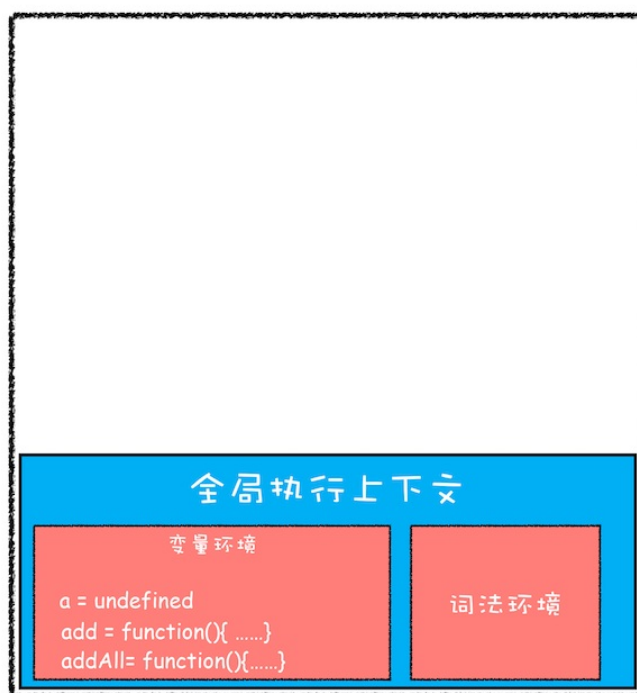 全局执行上下文
变量环境
a = undefined
add = function(){ ......}
addAll= function(){......}
词法环境